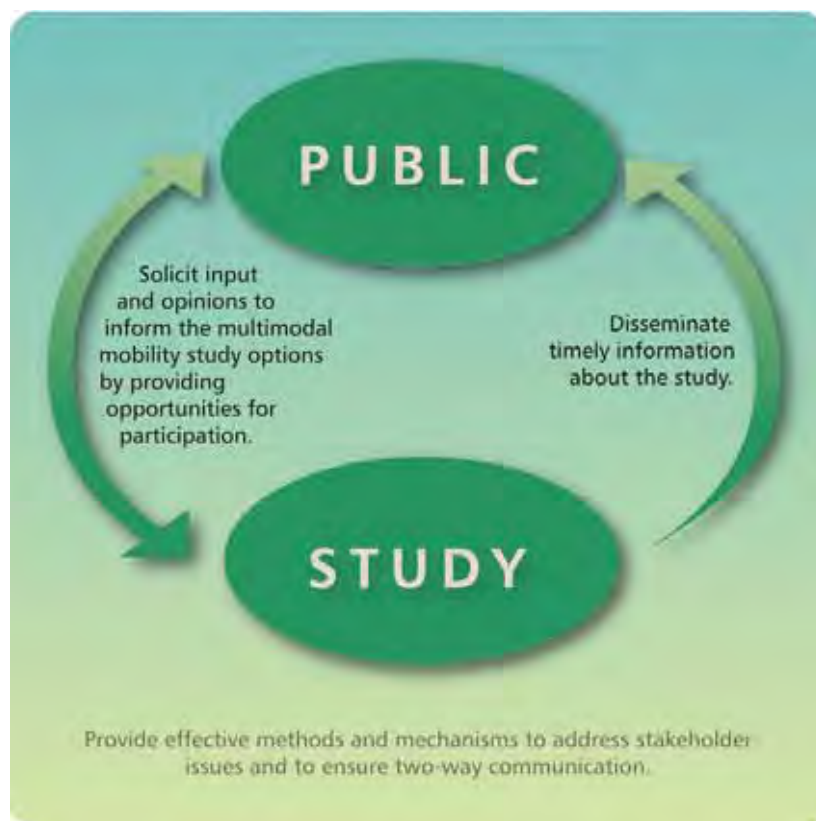 PUBLIC
Solicit input
and opinions to
inform the multimodal
mobility study options
by providing
opportunities for
participation.
Disseminate
timely information
about the study.
STUDY
Provide effective methods and mechanisms to address stakeholder
issues and to ensure two-way communication.